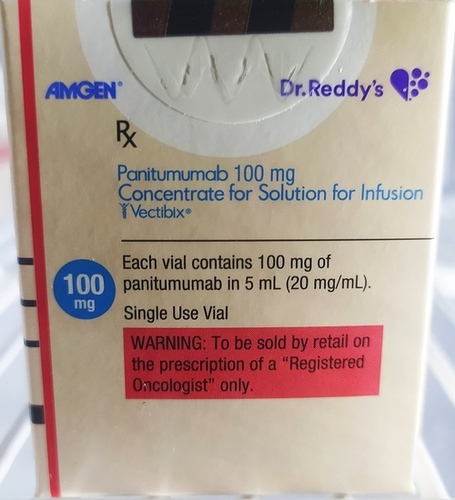 AMGEN®
Dr.Reddy's
Rx
Panitumumab 100 mg
Concentrate for Solution for Infusion
Vectibix®
100
mg
Each vial contains 100 mg of
panitumumab in 5 mL (20 mg/mL).
Single Use Vial
WARNING: To be sold by retail on
the prescription of a “Registered
Oncologist” only.